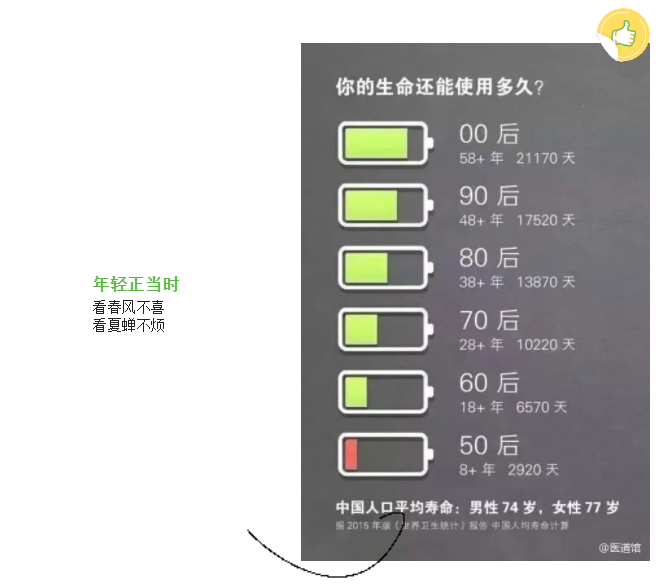 年轻正当时
看春风不喜
看夏蝉不烦
你的生命还能使用多久?
00 后
58+ 年 21170 天
90 后
48+ 年 17520 天
80 后
38+ 年 13870 天
70 后
28+ 年 10220 天
60 后
18+ 年 6570 天
50 后
8+ 年 2920 天
中国人口平均寿命：男性 74 岁，女性 77 岁
据 2015 年版《世界卫生统计》报告 中国人均寿命计算
@医道馆